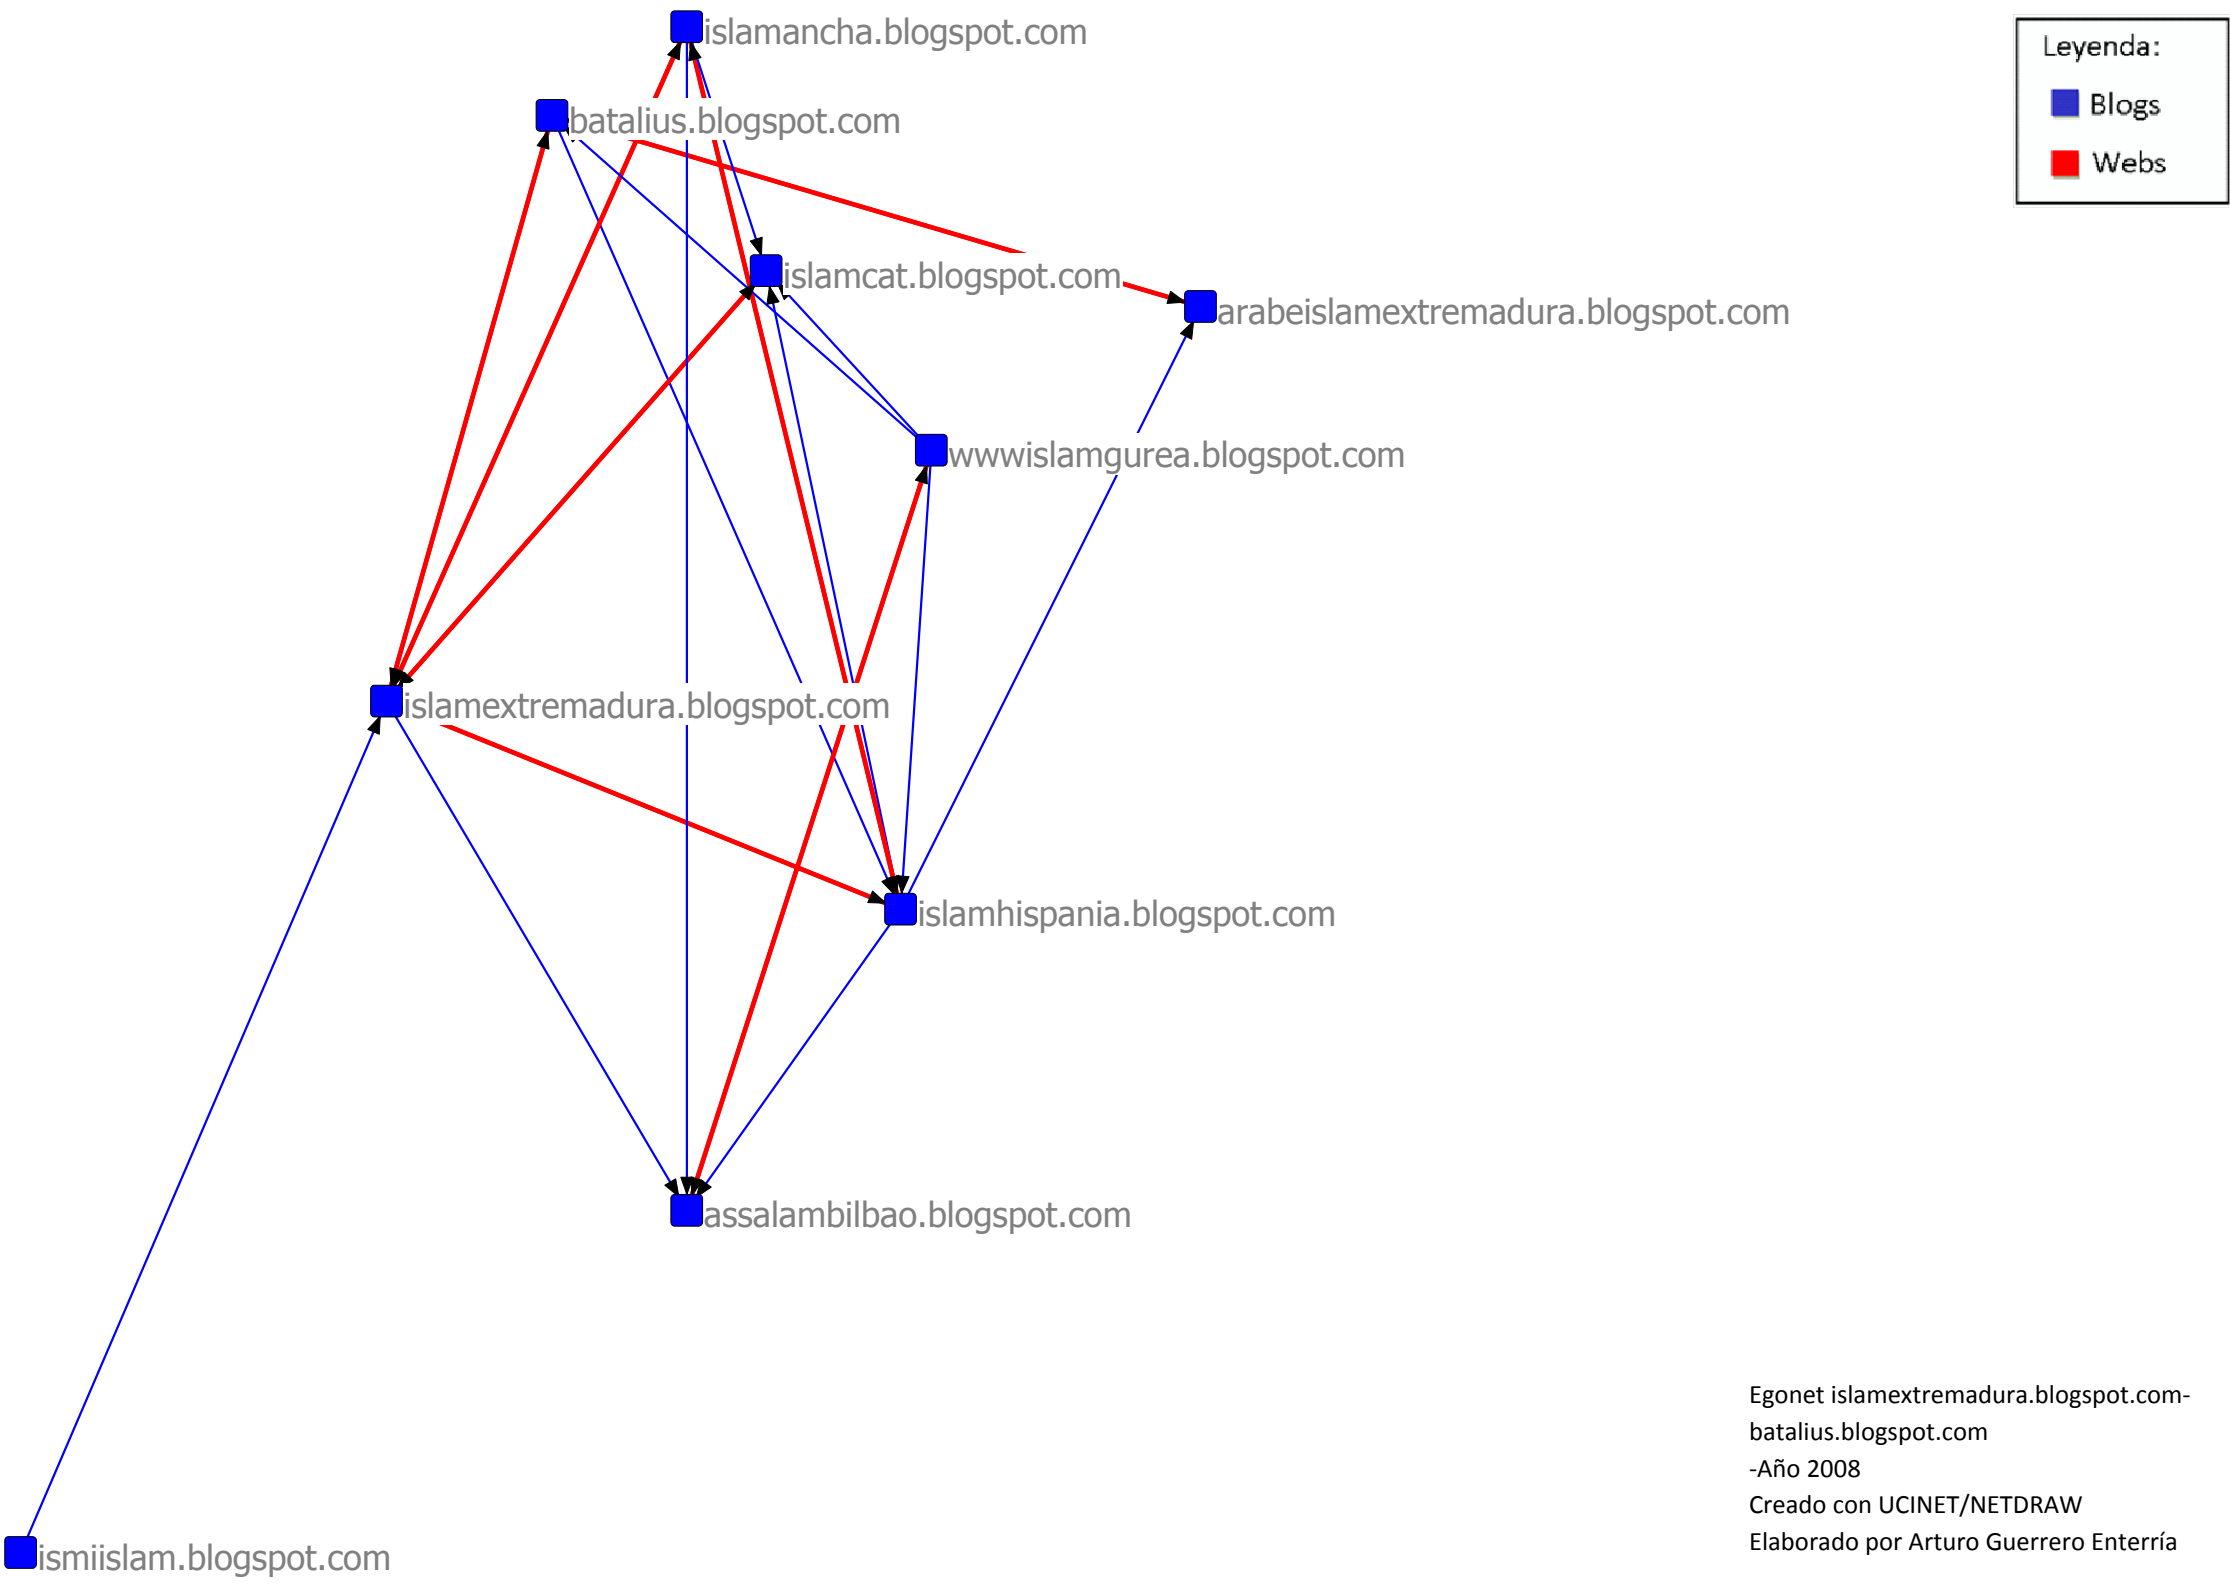 islamancha.blogspot.com
Leyenda:
Blogs
Webs
batalius.blogspot.com
islamcat.blogspot.com
arabeislamextremadura.blogspot.com
wwwislamgurea.blogspot.com
islamextremadura.blogspot.com
islamhispania.blogspot.com
assalambilbao.blogspot.com
ismiislam.blogspot.com
Egonet islamextremadura.blogspot.com-
batalius.blogspot.com
-Año 2008
Creado con UCINET/NETDRAW
Elaborado por Arturo Guerrero Enterría